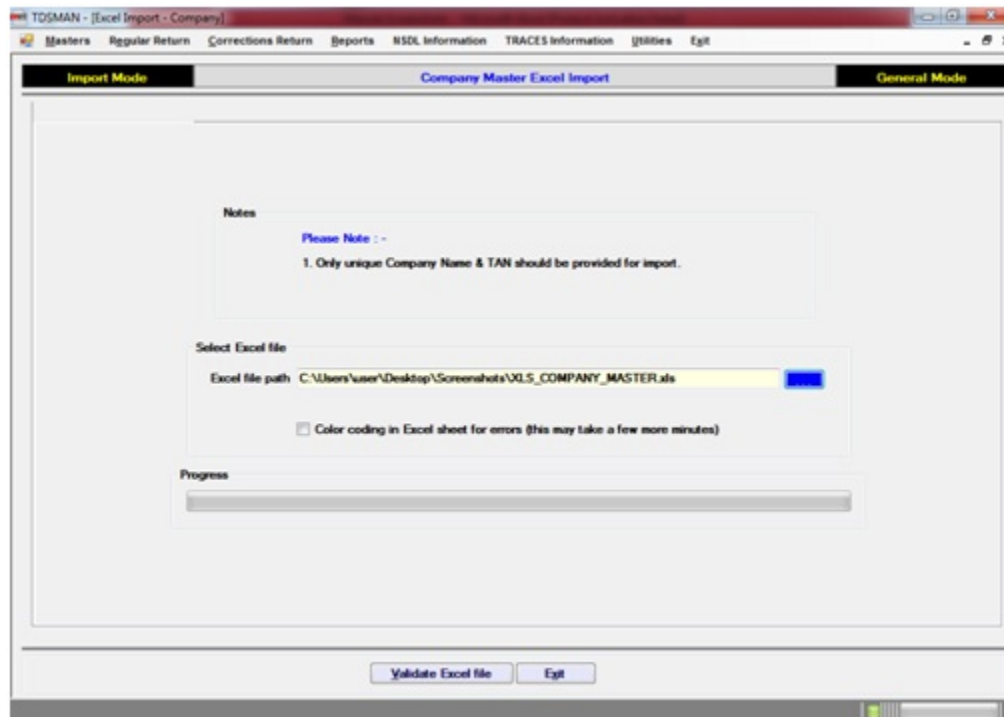 TDSMAN - [Excel Import - Company]
Masters Regular Return Corrections Return Reports NSDL Information TRACES Information Utilities Exit
Import Mode Company Master Excel Import General Mode
Notes
Please Note : -
1. Only unique Company Name & TAN should be provided for import.
Select Excel file
Excel file path C:\Users\user\Desktop\Screenshots\XLS_COMPANY_MASTER.xls
Color coding in Excel sheet for errors (this may take a few more minutes)
Progress
Validate Excel file Exit